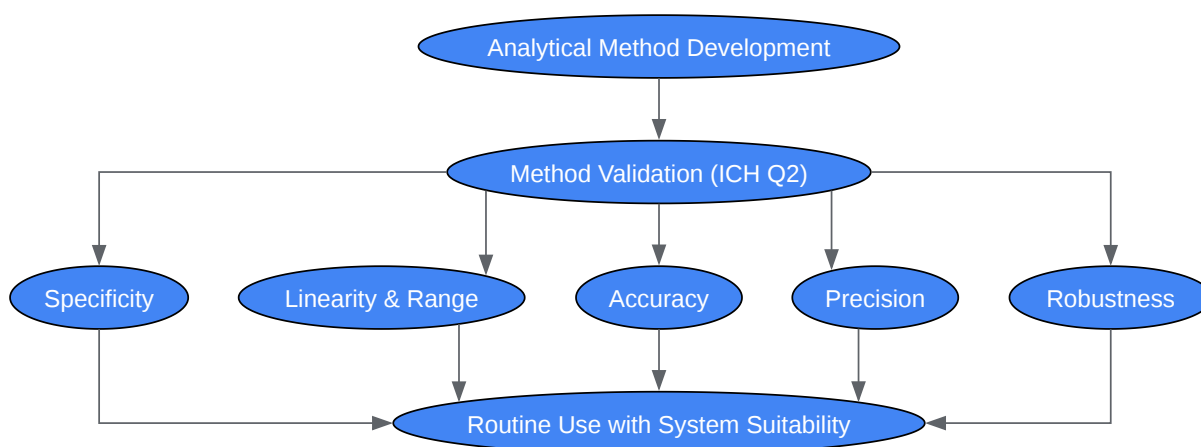 Analytical Method Development
Method Validation (ICH Q2)
Specificity
Linearity & Range
Accuracy
Precision
Robustness
Routine Use with System Suitability